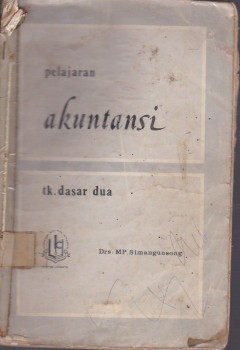 pelajaran
akuntansi
tk. dasar dua
Drs. MP. Simangunsong